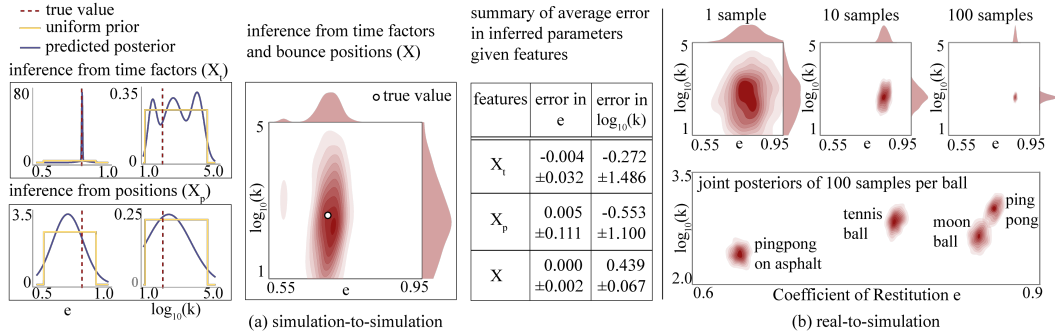 true value
uniform prior
predicted posterior
inference from time factors (Xt)
80
0
0.5
1.0
0.35
0
1.0
5.0
inference from positions (Xp)
3.5
0
0.5
1.0
e
0.25
0
1.0
5.0
log10(k)
inference from time factors
and bounce positions (X)
true value
5
log10(k)
1
0.55
e
0.95
(a) simulation-to-simulation
summary of average error
in inferred parameters
given features
features
error in
e
error in
log10(k)
Xt
-0.004
±0.032
-0.272
±1.486
Xp
0.005
±0.111
-0.553
±1.100
X
0.000
±0.002
0.439
±0.067
1 sample
10 samples
100 samples
5
log10(k)
1
0.55
e
0.95
5
log10(k)
1
0.55
e
0.95
5
log10(k)
1
0.55
e
0.95
3.5
log10(k)
2.0
joint posteriors of 100 samples per ball
pingpong
on asphalt
tennis
ball
moon
ball
ping
pong
0.6
Coefficient of Restitution e
0.9
(b) real-to-simulation